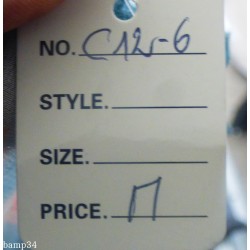 NO. C12-6
STYLE.
SIZE.
PRICE. П
bamp34